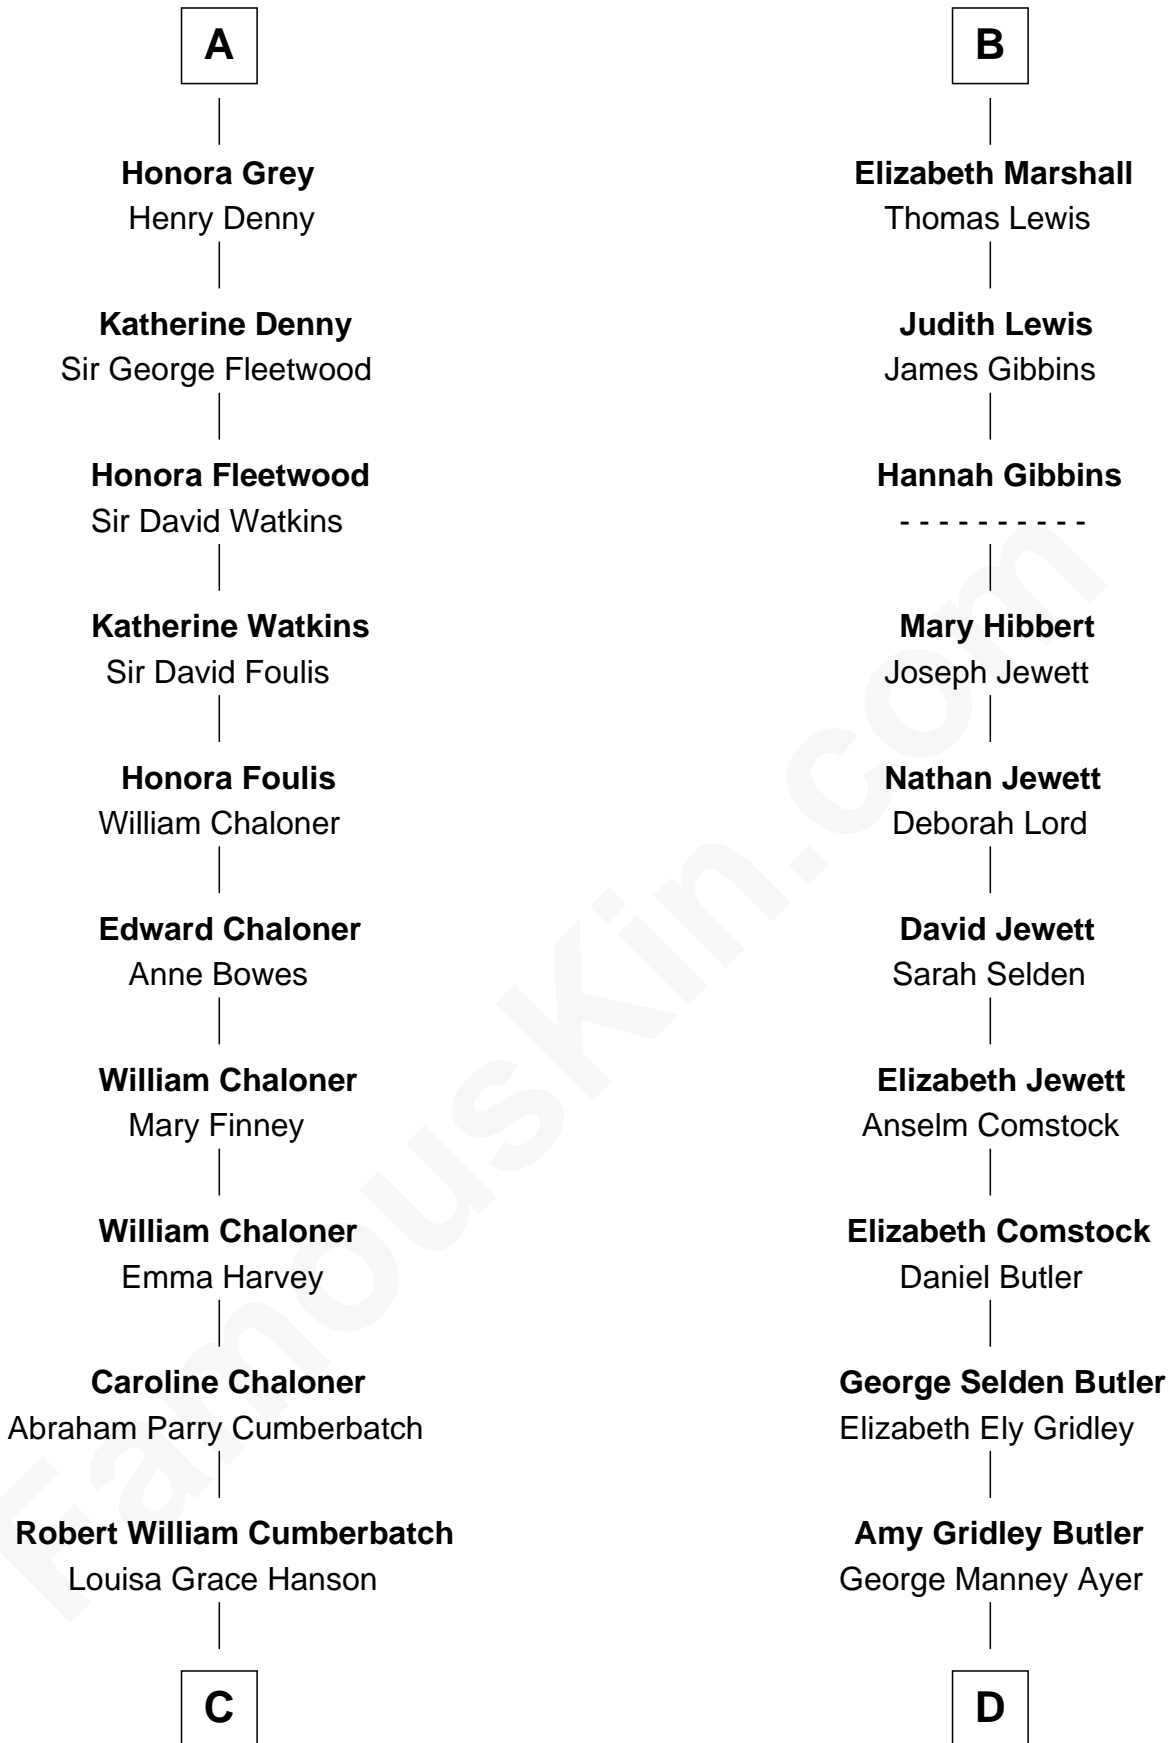 A
Honora Grey
Henry Denny
Katherine Denny
Sir George Fleetwood
Honora Fleetwood
Sir David Watkins
Katherine Watkins
Sir David Foulis
Honora Foulis
William Chaloner
Edward Chaloner
Anne Bowes
William Chaloner
Mary Finney
William Chaloner
Emma Harvey
Caroline Chaloner
Abraham Parry Cumberbatch
Robert William Cumberbatch
Louisa Grace Hanson
C
B
Elizabeth Marshall
Thomas Lewis
Judith Lewis
James Gibbins
Hannah Gibbins
- - - - - - - - - -
Mary Hibbert
Joseph Jewett
Nathan Jewett
Deborah Lord
David Jewett
Sarah Selden
Elizabeth Jewett
Anselm Comstock
Elizabeth Comstock
Daniel Butler
George Selden Butler
Elizabeth Ely Gridley
Amy Gridley Butler
George Manney Ayer
D
FamousKin.com